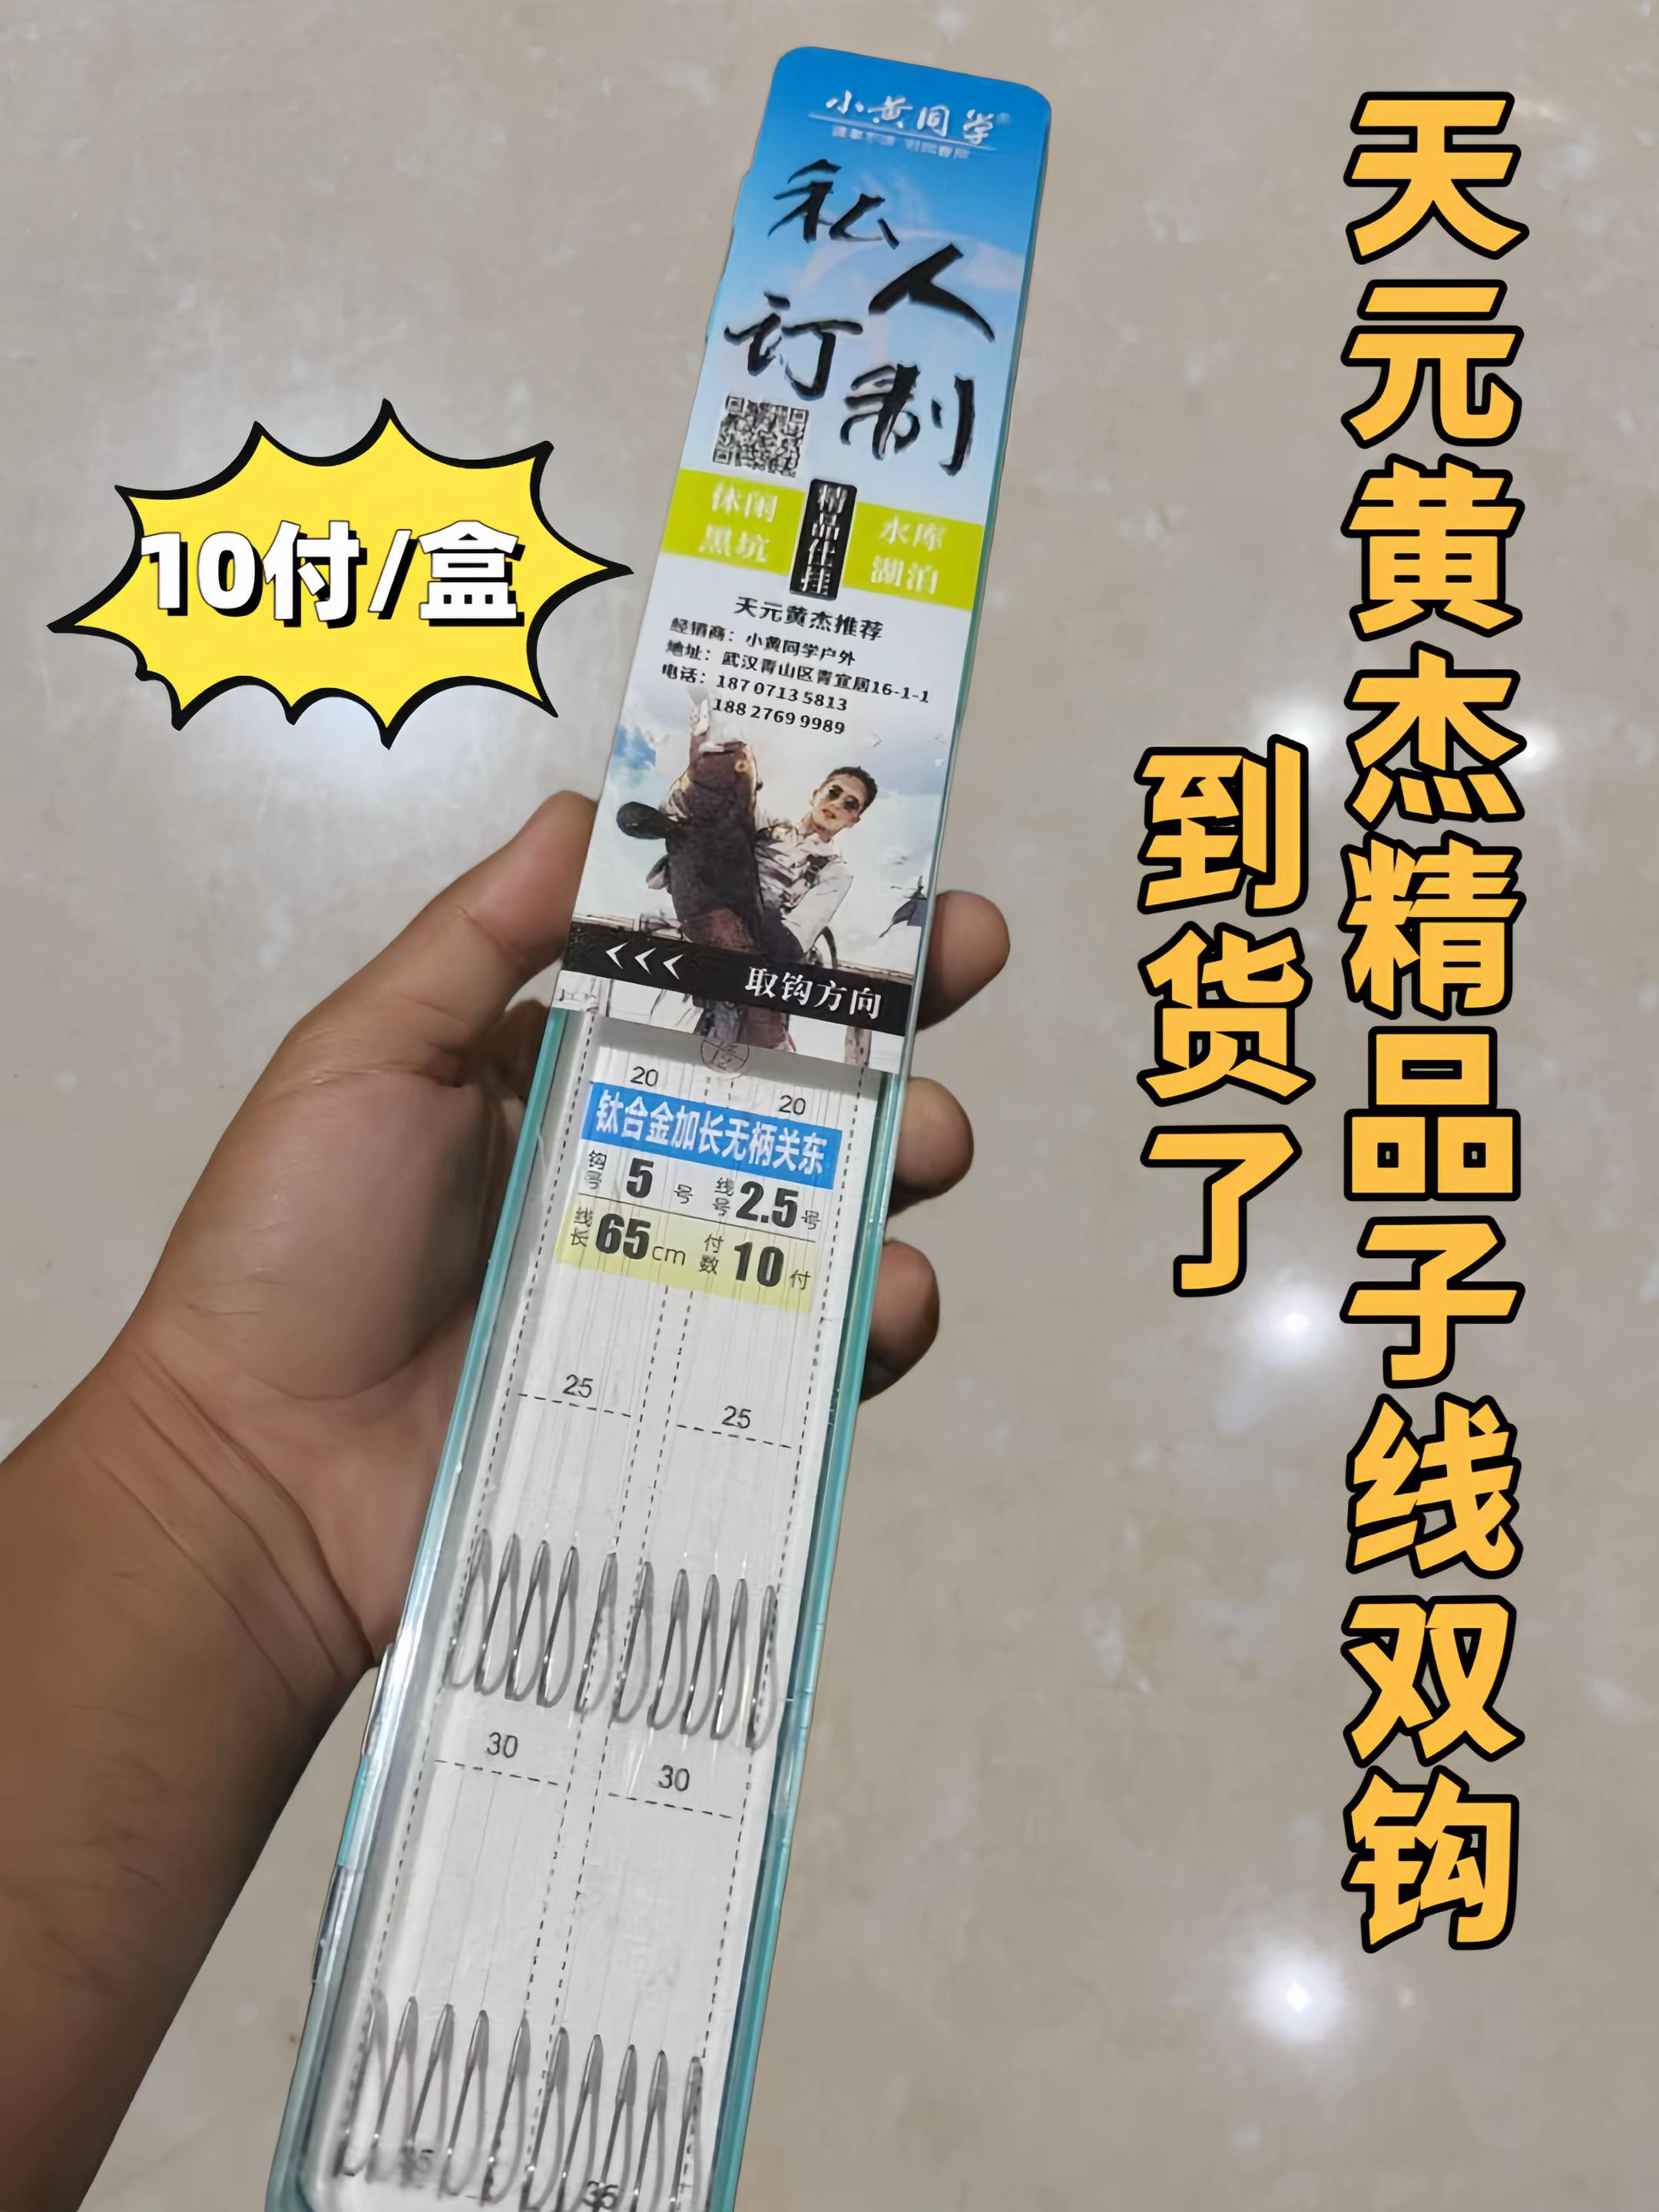 天元黄杰精品子线双钩
到货了
10付/盒
小黄同学
私人
订制
休闲
黑坑
精品仕挂
水库
湖泊
天元黄杰推荐
经销商：小黄同学户外
地址：武汉青山区青宜居16-1-1
电话：187 0713 5813
188 2769 9989
<<< 取钩方向
20
20
钛合金加长无柄关东
钩号 5 号 线号 2.5 号
线长 65 cm 付数 10 付
25
25
30
30
35